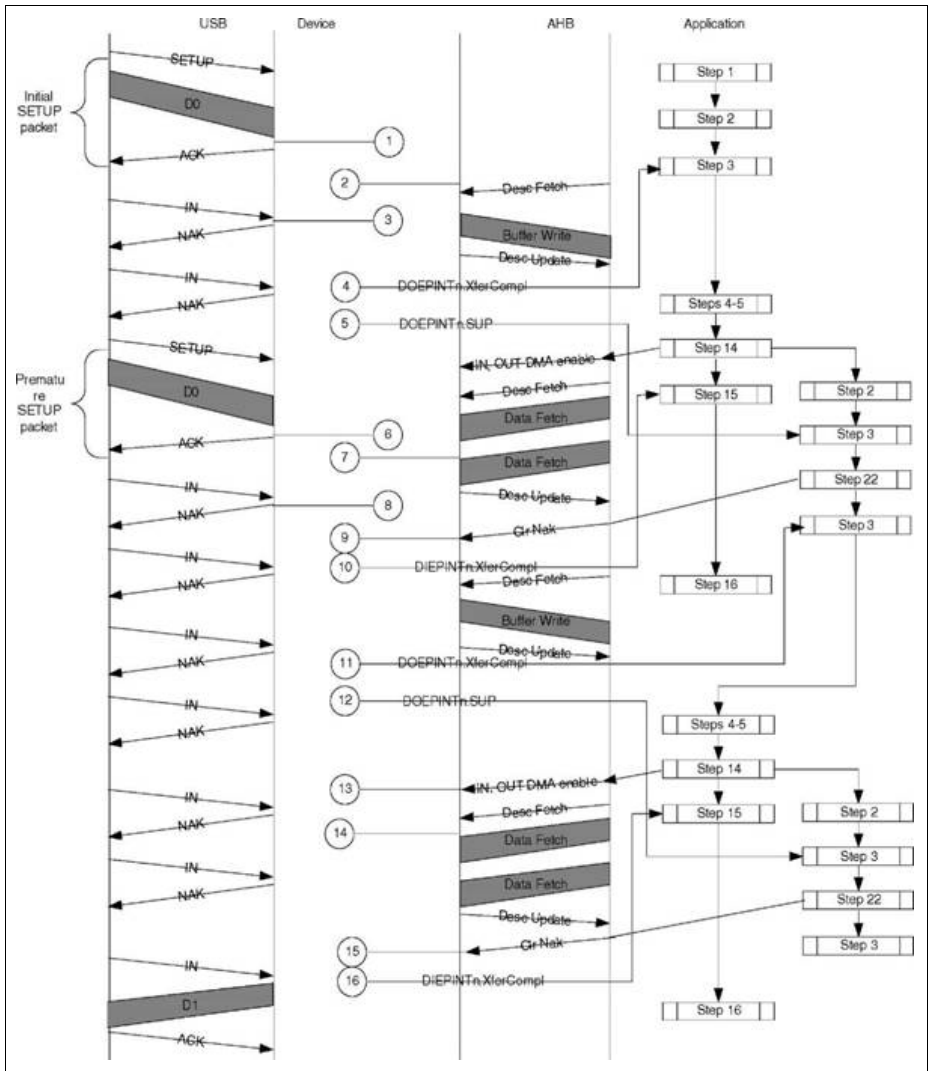 USB Device AHB Application
SETUP
Step 1
Initial SETUP packet
D0
Step 2
1
ACK
Step 3
2
Desc Fetch
IN
3
NAK
Buffer Write
Desc Update
IN
4
DOEPINTn.XferCompl
NAK
Steps 4-5
5
DOEPINTn.SUP
SETUP
Step 14
IN, OUT DMA enable
Prematu
re
SETUP
packet
D0
Desc Fetch
Step 15
Step 2
Data Fetch
6
Step 3
ACK
7
Data Fetch
Step 22
IN
Desc Update
8
NAK
Step 3
9
Clr Nak
IN
10
DIEPINTn.XferCompl
Desc Fetch
Step 16
NAK
Buffer Write
IN
Desc Update
11
DOEPINTn.XferCompl
NAK
12
DOEPINTn.SUP
IN
Steps 4-5
NAK
Step 14
13
IN, OUT DMA enable
IN
Desc Fetch
Step 15
Step 2
NAK
14
Data Fetch
Step 3
IN
Data Fetch
NAK
Step 22
Desc Update
Clr Nak
Step 3
15
IN
16
DIEPINTn.XferCompl
D1
Step 16
ACK